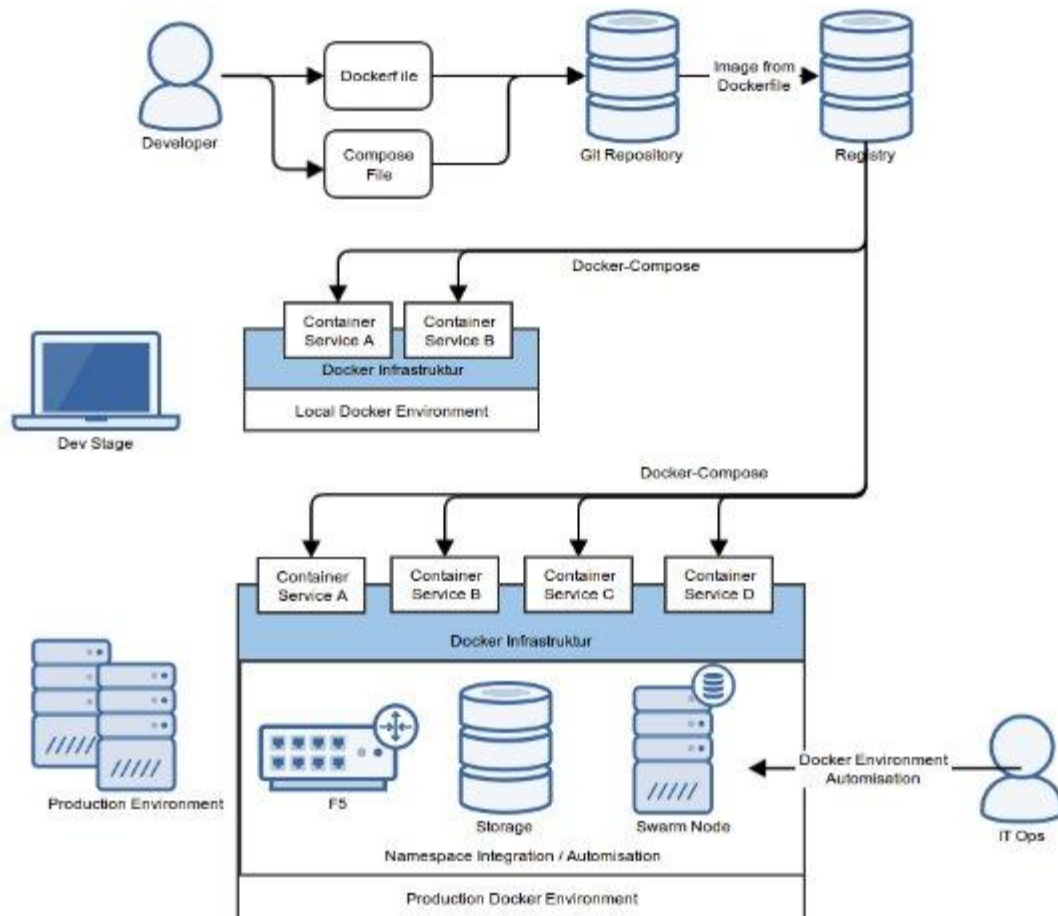 Dockerfile
Image from
Dockerfile
Developer
Compose
File
Git Repository
Registry
Docker-Compose
Container
Service A
Container
Service B
Docker Infrastruktur
Local Docker Environment
Dev Stage
Docker-Compose
Container
Service A
Container
Service B
Container
Service C
Container
Service D
Docker Infrastruktur
Production Environment
F5
Storage
Swarm Node
Docker Environment
Automisation
IT Ops
Namespace Integration / Automisation
Production Docker Environment